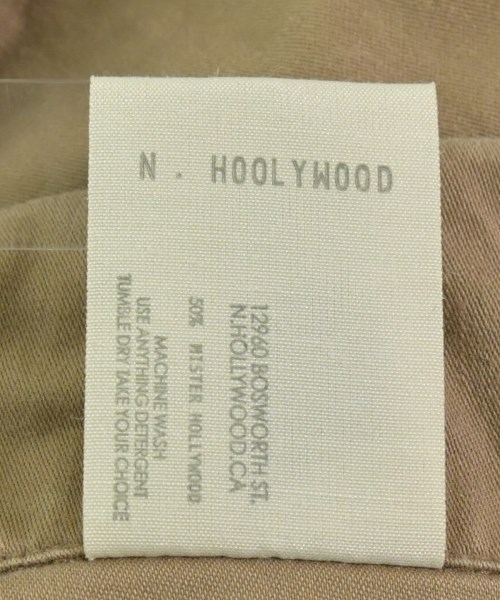 N. HOOLYWOOD
12960 BOSWORTH ST.
N.HOLLYWOOD.CA
50% MISTER HOLLYWOOD
MACHINE WASH
USE ANYTHING DETERGENT
TUMBLE DRY TAKE YOUR CHOICE